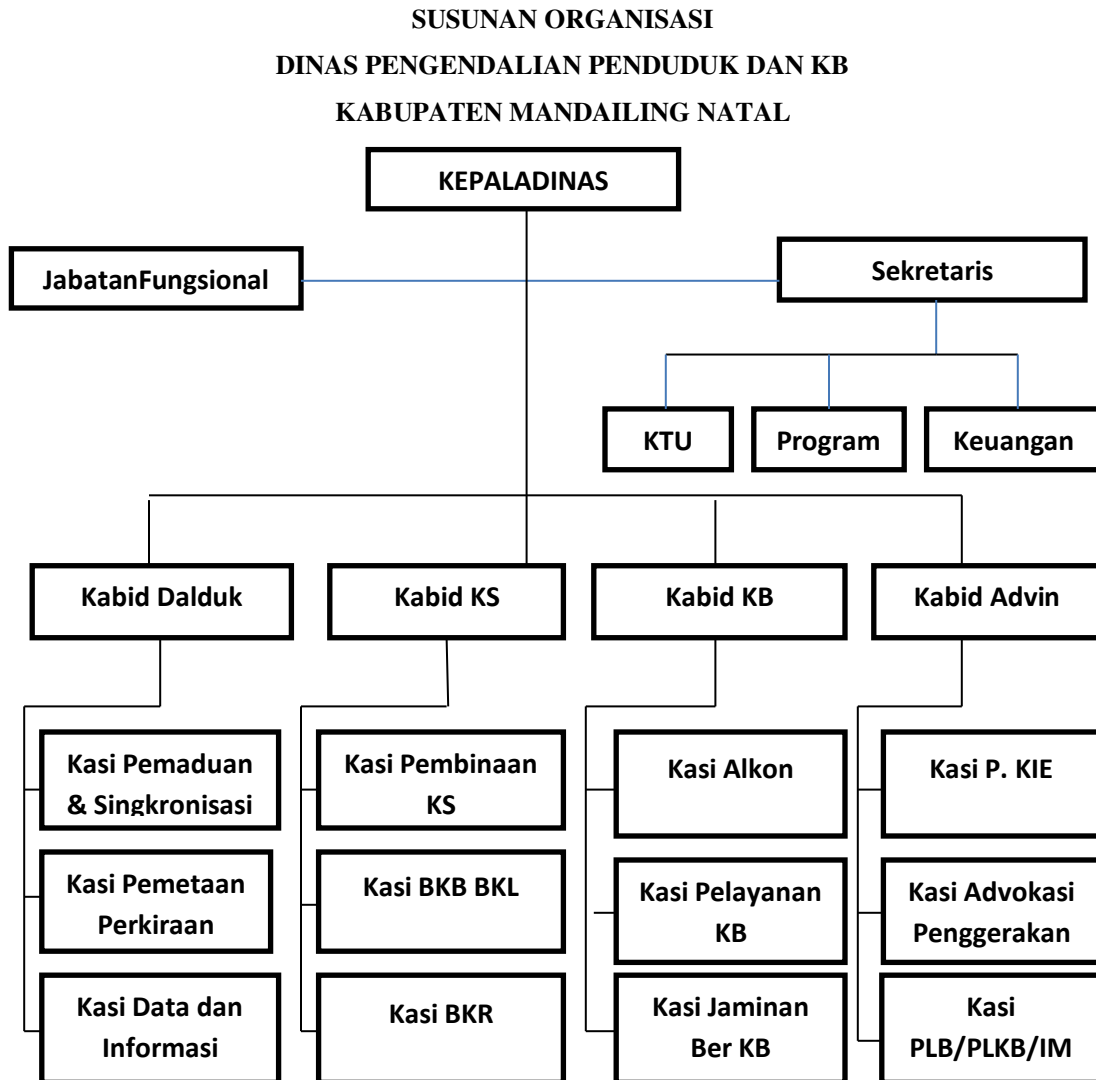 SUSUNAN ORGANISASI
DINAS PENGENDALIAN PENDUDUK DAN KB
KABUPATEN MANDAILING NATAL
KEPALADINAS
JabatanFungsional
Sekretaris
KTU
Program
Keuangan
Kabid Dalduk
Kabid KS
Kabid KB
Kabid Advin
Kasi Pemaduan
& Singkronisasi
Kasi Pembinaan
KS
Kasi Alkon
Kasi P. KIE
Kasi Pemetaan
Perkiraan
Kasi BKB BKL
Kasi Pelayanan
KB
Kasi Advokasi
Penggerakan
Kasi Data dan
Informasi
Kasi BKR
Kasi Jaminan
Ber KB
Kasi
PLB/PLKB/IM